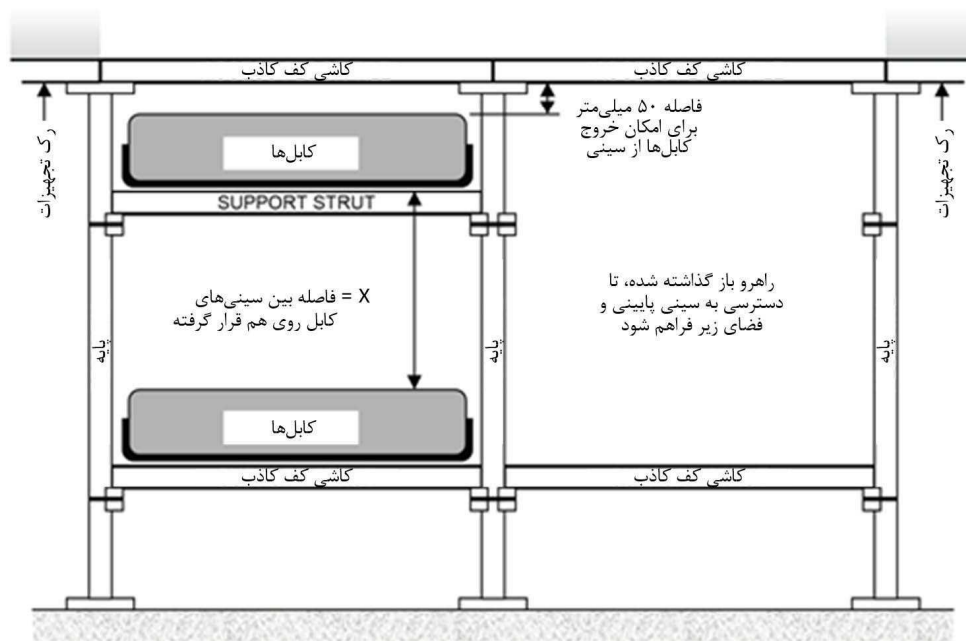 کاشی کف کاذب
کاشی کف کاذب
رک تجهیزات
کابل‌ها
SUPPORT STRUT
فاصله ۵۰ میلی‌متر
برای امکان خروج
کابل‌ها از سینی
رک تجهیزات
پایه
X = فاصله بین سینی‌های
کابل روی هم قرار گرفته
پایه
راهرو باز گذاشته شده، تا
دسترسی به سینی پایینی و
فضای زیر فراهم شود
پایه
کابل‌ها
کاشی کف کاذب
کاشی کف کاذب